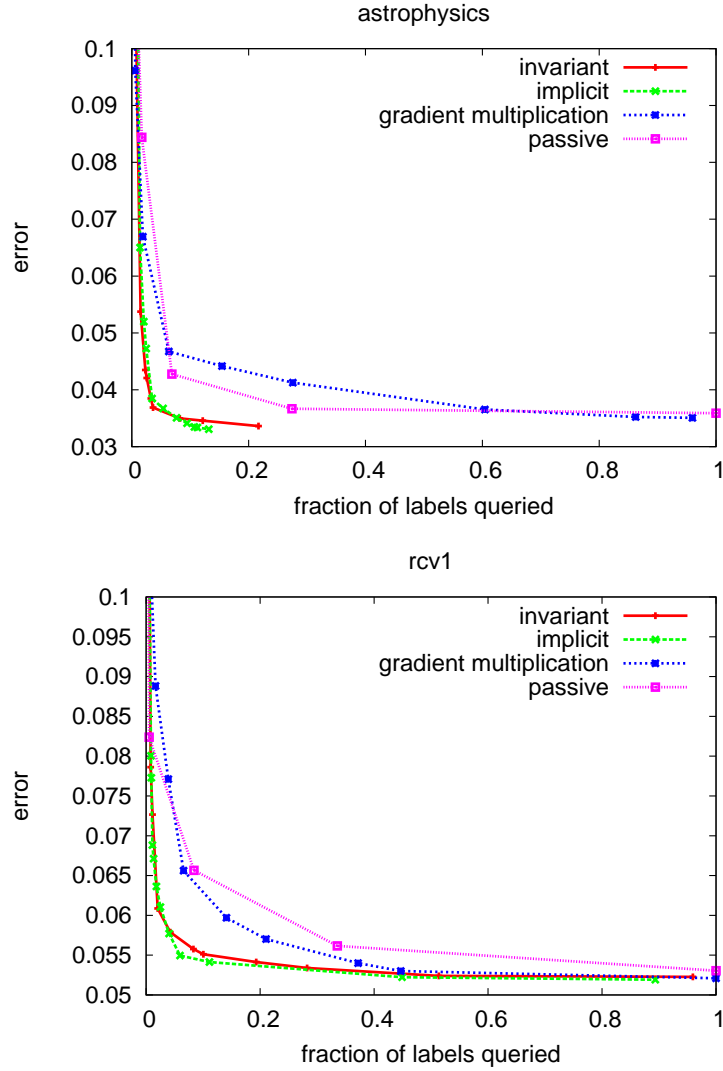 astrophysics
0.1
0.09
0.08
0.07
0.06
0.05
0.04
0.03
error
invariant
implicit
gradient multiplication
passive
0 0.2 0.4 0.6 0.8 1
fraction of labels queried
rcv1
0.1
0.095
0.09
0.085
0.08
0.075
0.07
0.065
0.06
0.055
0.05
error
invariant
implicit
gradient multiplication
passive
0 0.2 0.4 0.6 0.8 1
fraction of labels queried